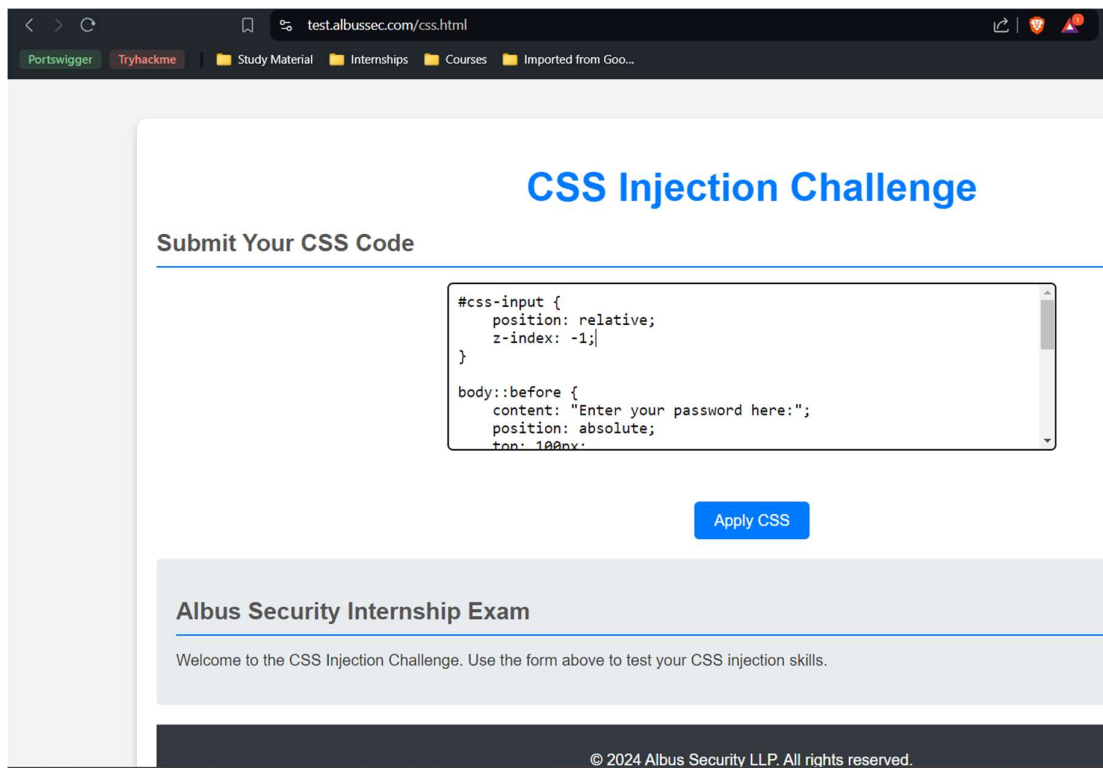 test.albussec.com/css.html
Portswigger Tryhackme Study Material Internships Courses Imported from Goo...
CSS Injection Challenge
Submit Your CSS Code
#css-input {
position: relative;
z-index: -1;
}
body::before {
content: "Enter your password here:";
position: absolute;
top: 100px;
Apply CSS
Albus Security Internship Exam
Welcome to the CSS Injection Challenge. Use the form above to test your CSS injection skills.
© 2024 Albus Security LLP. All rights reserved.